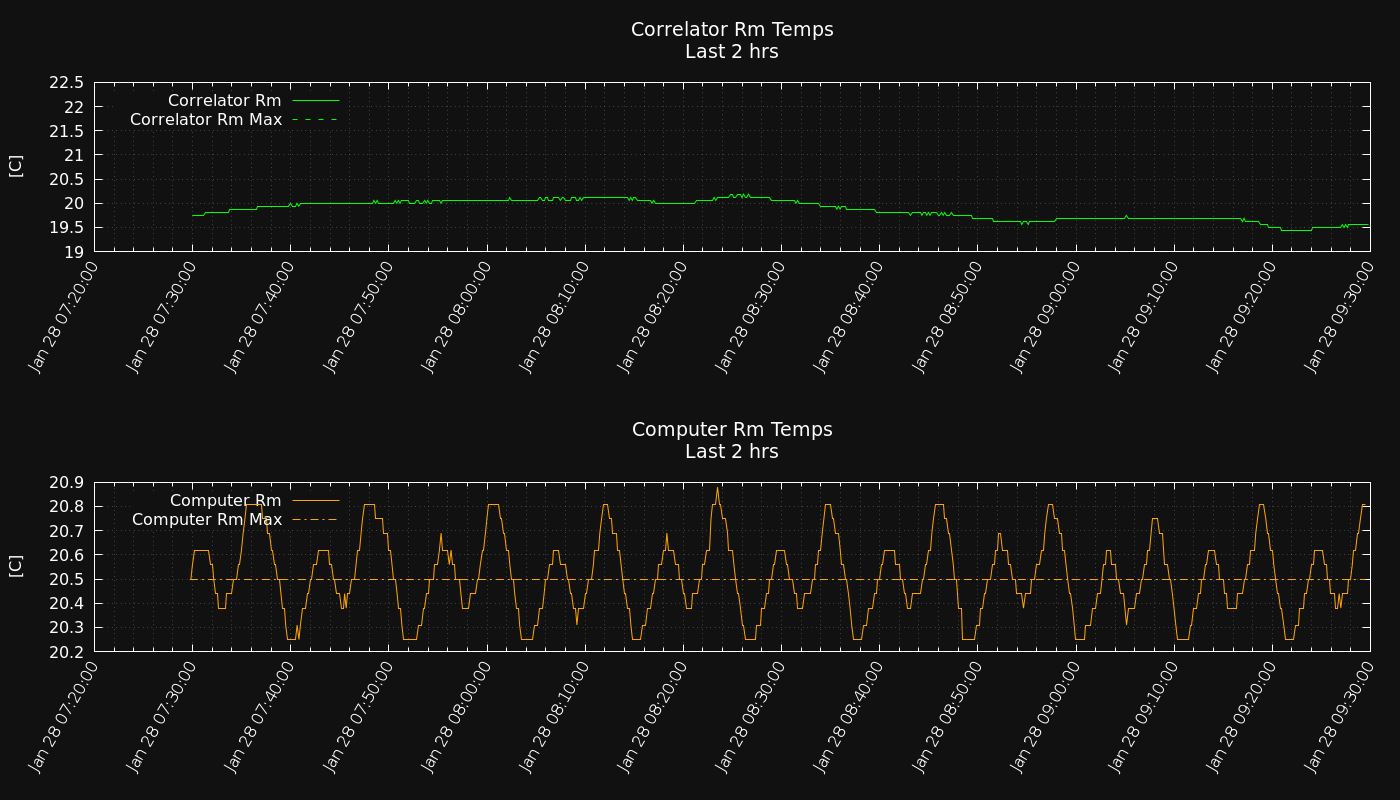 Correlator Rm Temps
Last 2 hrs
22.5
22
21.5
21
20.5
20
19.5
19
[C]
Correlator Rm
Correlator Rm Max
Jan 28 07:20:00
Jan 28 07:30:00
Jan 28 07:40:00
Jan 28 07:50:00
Jan 28 08:00:00
Jan 28 08:10:00
Jan 28 08:20:00
Jan 28 08:30:00
Jan 28 08:40:00
Jan 28 08:50:00
Jan 28 09:00:00
Jan 28 09:10:00
Jan 28 09:20:00
Jan 28 09:30:00
Computer Rm Temps
Last 2 hrs
20.9
20.8
20.7
20.6
20.5
20.4
20.3
20.2
[C]
Computer Rm
Computer Rm Max
Jan 28 07:20:00
Jan 28 07:30:00
Jan 28 07:40:00
Jan 28 07:50:00
Jan 28 08:00:00
Jan 28 08:10:00
Jan 28 08:20:00
Jan 28 08:30:00
Jan 28 08:40:00
Jan 28 08:50:00
Jan 28 09:00:00
Jan 28 09:10:00
Jan 28 09:20:00
Jan 28 09:30:00